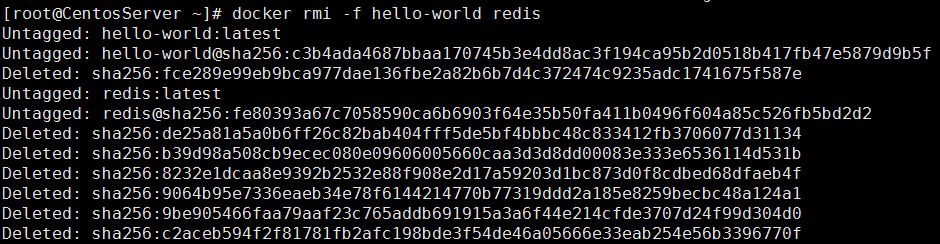 [root@CentosServer ~]# docker rmi -f hello-world redis
Untagged: hello-world:latest
Untagged: hello-world@sha256:c3b4ada4687bbaa170745b3e4dd8ac3f194ca95b2d0518b417fb47e5879d9b5f
Deleted: sha256:fce289e99eb9bca977dae136fbe2a82b6b7d4c372474c9235adc1741675f587e
Untagged: redis:latest
Untagged: redis@sha256:fe80393a67c7058590ca6b6903f64e35b50fa411b0496f604a85c526fb5bd2d2
Deleted: sha256:de25a81a5a0b6ff26c82bab404fff5de5bf4bbbc48c833412fb3706077d31134
Deleted: sha256:b39d98a508cb9ecec080e09606005660caa3d3d8dd00083e333e6536114d531b
Deleted: sha256:8232e1dcaa8e9392b2532e88f908e2d17a59203d1bc873d0f8cdbed68dfaeb4f
Deleted: sha256:9064b95e7336eaeb34e78f6144214770b77319ddd2a185e8259becbc48a124a1
Deleted: sha256:9be905466faa79aaf23c765addb691915a3a6f44e214cfde3707d24f99d304d0
Deleted: sha256:c2aceb594f2f81781fb2afc198bde3f54de46a05666e33eab254e56b3396770f